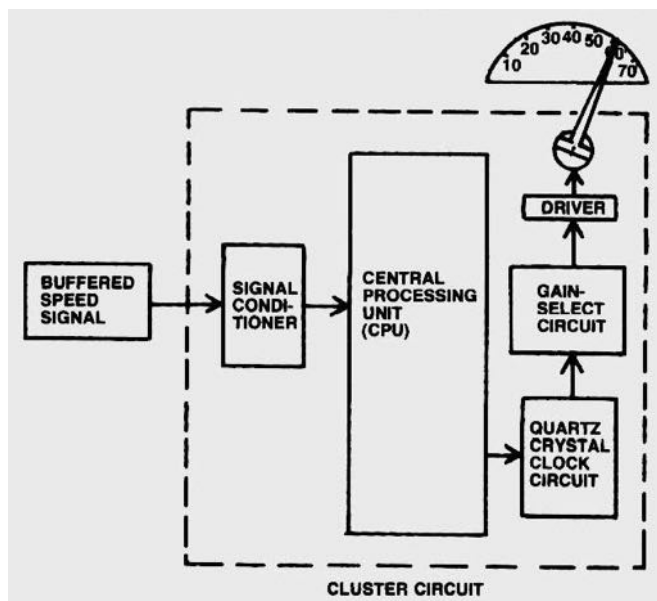 10 20 30 40 50 60 70
DRIVER
BUFFERED
SPEED
SIGNAL
SIGNAL
CONDI-
TIONER
CENTRAL
PROCESSING
UNIT
(CPU)
GAIN-
SELECT
CIRCUIT
QUARTZ
CRYSTAL
CLOCK
CIRCUIT
CLUSTER CIRCUIT